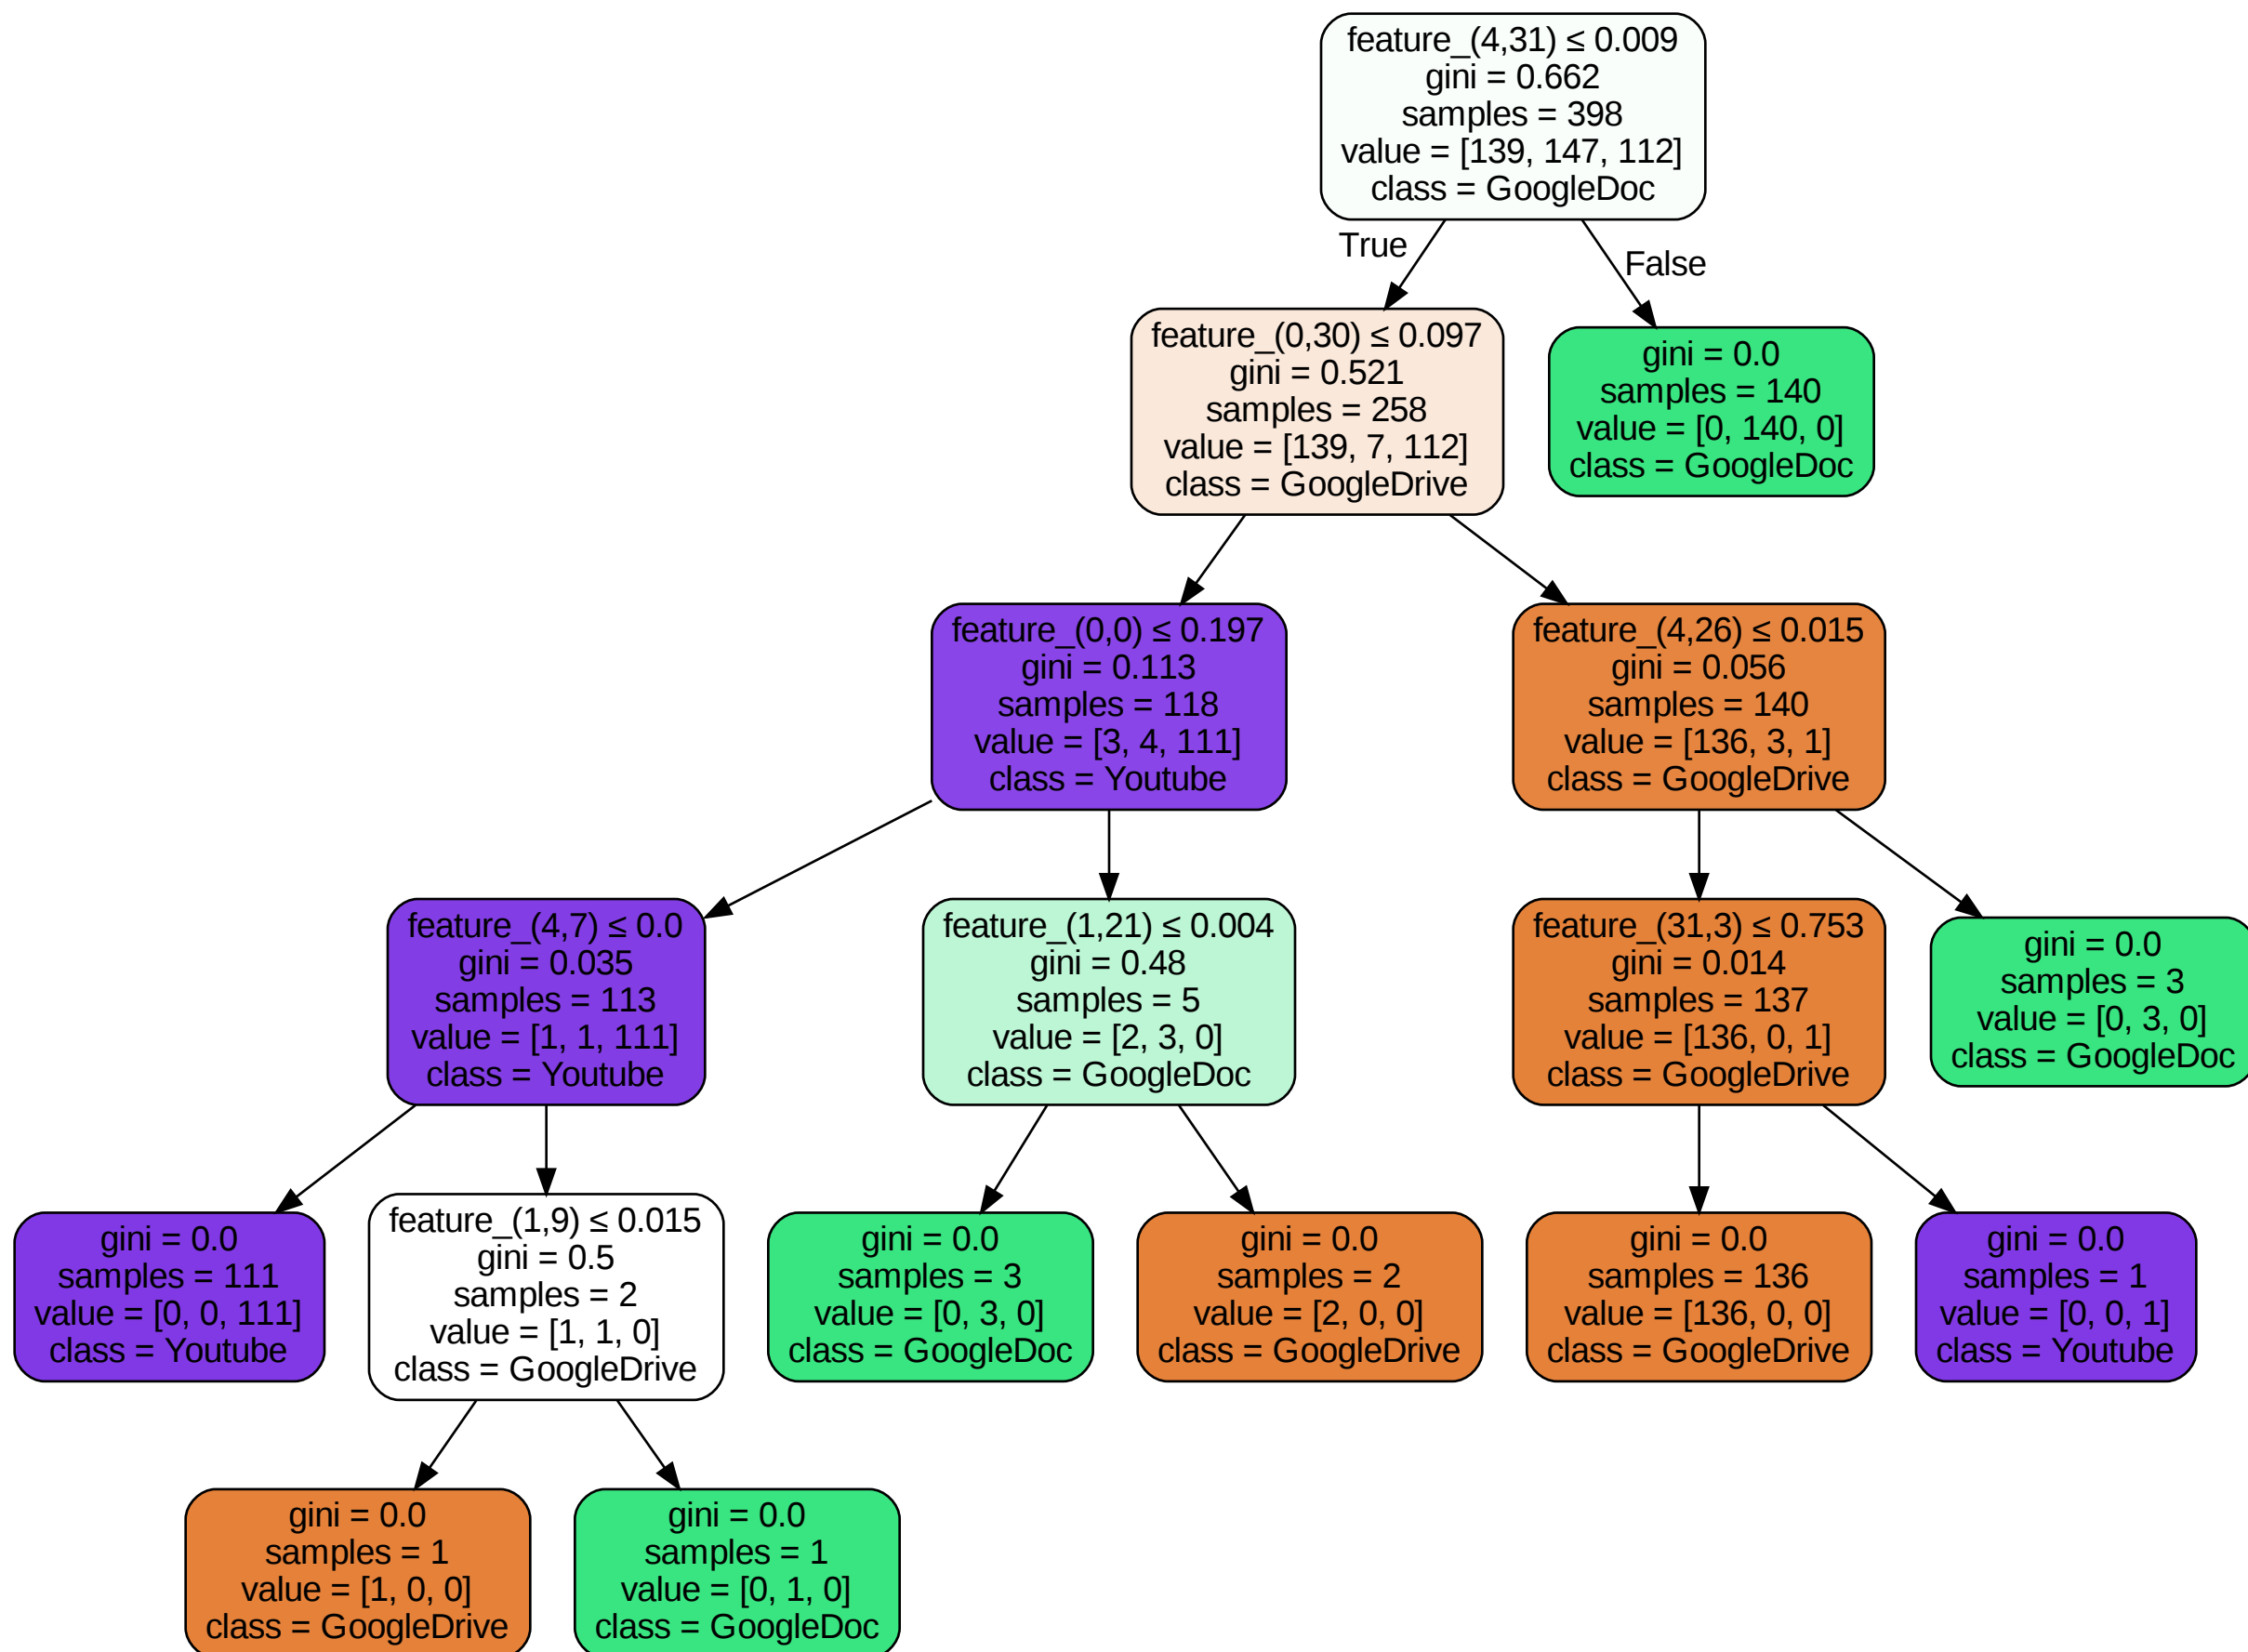 feature_(4,31) ≤ 0.009
gini = 0.662
samples = 398
value = [139, 147, 112]
class = GoogleDoc
True
False
feature_(0,30) ≤ 0.097
gini = 0.521
samples = 258
value = [139, 7, 112]
class = GoogleDrive
gini = 0.0
samples = 140
value = [0, 140, 0]
class = GoogleDoc
feature_(0,0) ≤ 0.197
gini = 0.113
samples = 118
value = [3, 4, 111]
class = Youtube
feature_(4,26) ≤ 0.015
gini = 0.056
samples = 140
value = [136, 3, 1]
class = GoogleDrive
feature_(4,7) ≤ 0.0
gini = 0.035
samples = 113
value = [1, 1, 111]
class = Youtube
feature_(1,21) ≤ 0.004
gini = 0.48
samples = 5
value = [2, 3, 0]
class = GoogleDoc
feature_(31,3) ≤ 0.753
gini = 0.014
samples = 137
value = [136, 0, 1]
class = GoogleDrive
gini = 0.0
samples = 3
value = [0, 3, 0]
class = GoogleDoc
gini = 0.0
samples = 111
value = [0, 0, 111]
class = Youtube
feature_(1,9) ≤ 0.015
gini = 0.5
samples = 2
value = [1, 1, 0]
class = GoogleDrive
gini = 0.0
samples = 3
value = [0, 3, 0]
class = GoogleDoc
gini = 0.0
samples = 2
value = [2, 0, 0]
class = GoogleDrive
gini = 0.0
samples = 136
value = [136, 0, 0]
class = GoogleDrive
gini = 0.0
samples = 1
value = [0, 0, 1]
class = Youtube
gini = 0.0
samples = 1
value = [1, 0, 0]
class = GoogleDrive
gini = 0.0
samples = 1
value = [0, 1, 0]
class = GoogleDoc